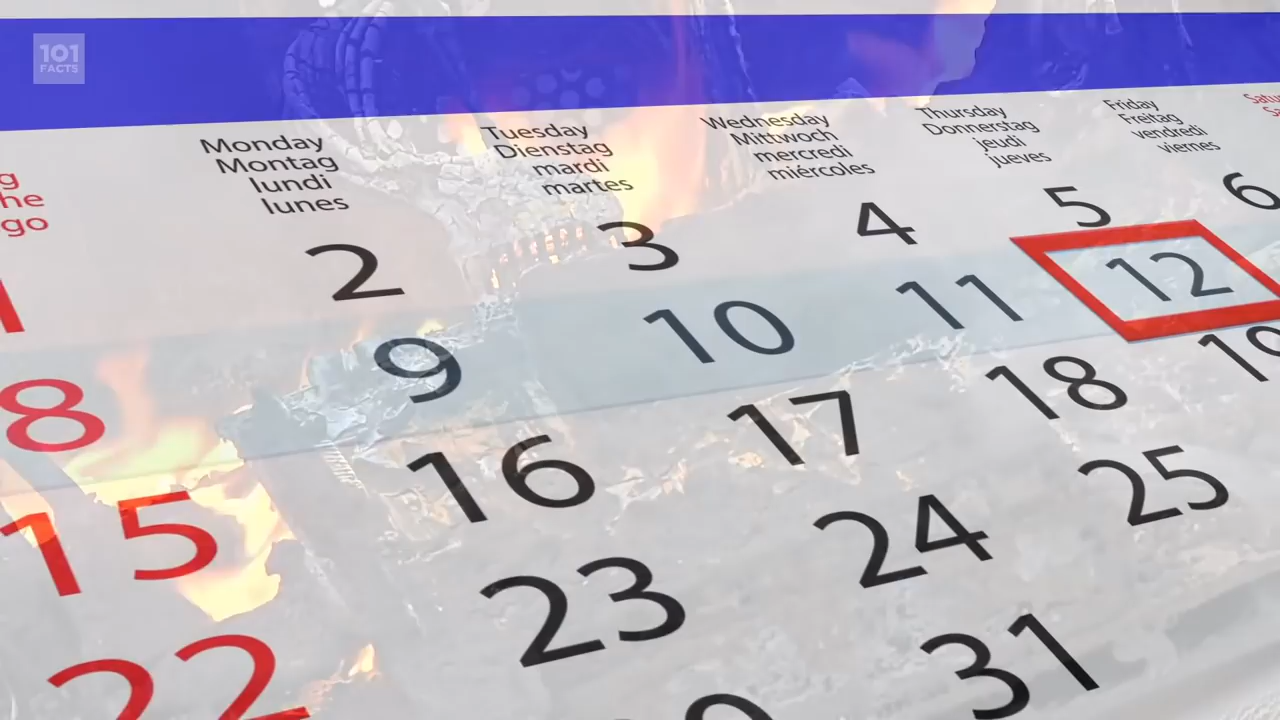 101
FACTS
Monday
Montag
lundi
lunes
Tuesday
Dienstag
mardi
martes
Wednesday
Mittwoch
mercredi
miércoles
Thursday
Donnerstag
jeudi
jueves
Friday
Freitag
vendredi
viernes
1 2 3 4 5 6
8 9 10 11 12
15 16 17 18
22 23 24 25
31